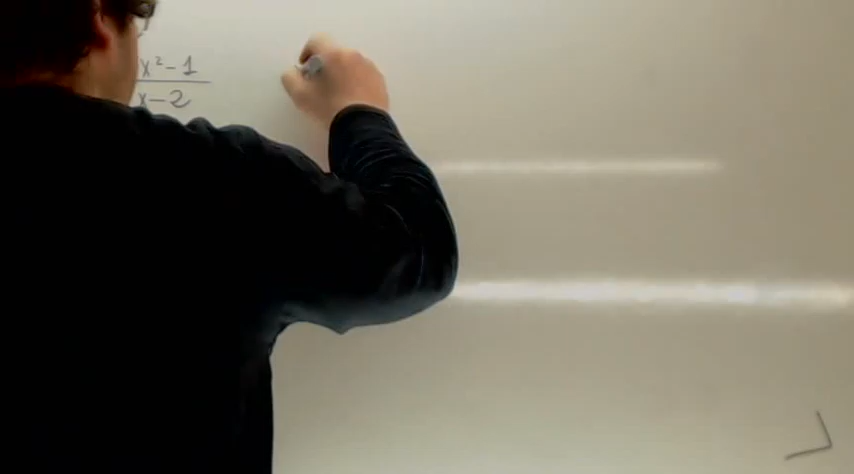 x² - 1
x - 2